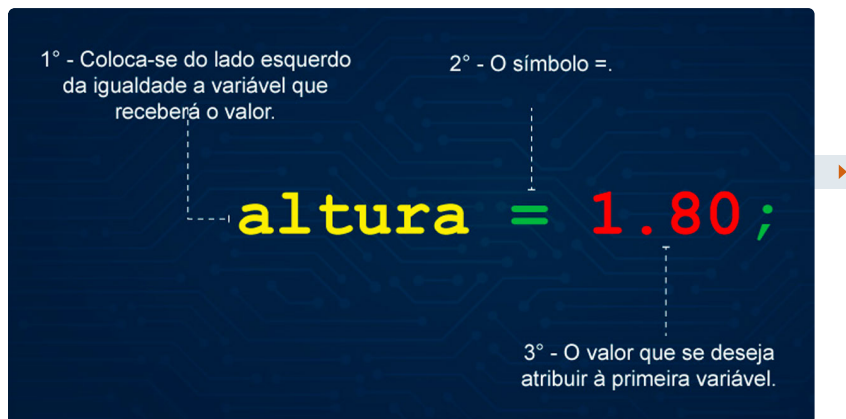 1° - Coloca-se do lado esquerdo
da igualdade a variável que
receberá o valor.
2° - O símbolo =.
altura = 1.80;
3° - O valor que se deseja
atribuir à primeira variável.